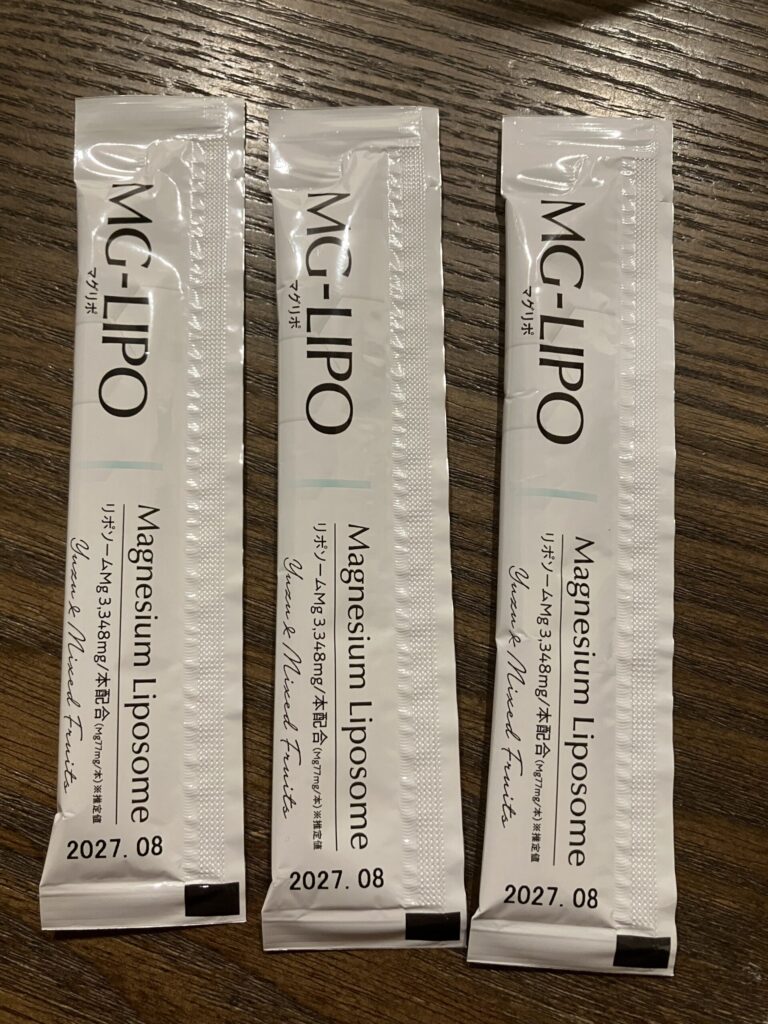 MG-LIPO
マグリポ
Magnesium Liposome
リポソームMg 3,348mg/本配合(Mg77mg/本)※推定値
Yuzu & Mixed Fruits
2027.08
MG-LIPO
マグリポ
Magnesium Liposome
リポソームMg 3,348mg/本配合(Mg77mg/本)※推定値
Yuzu & Mixed Fruits
2027.08
MG-LIPO
マグリポ
Magnesium Liposome
リポソームMg 3,348mg/本配合(Mg77mg/本)※推定値
Yuzu & Mixed Fruits
2027.08